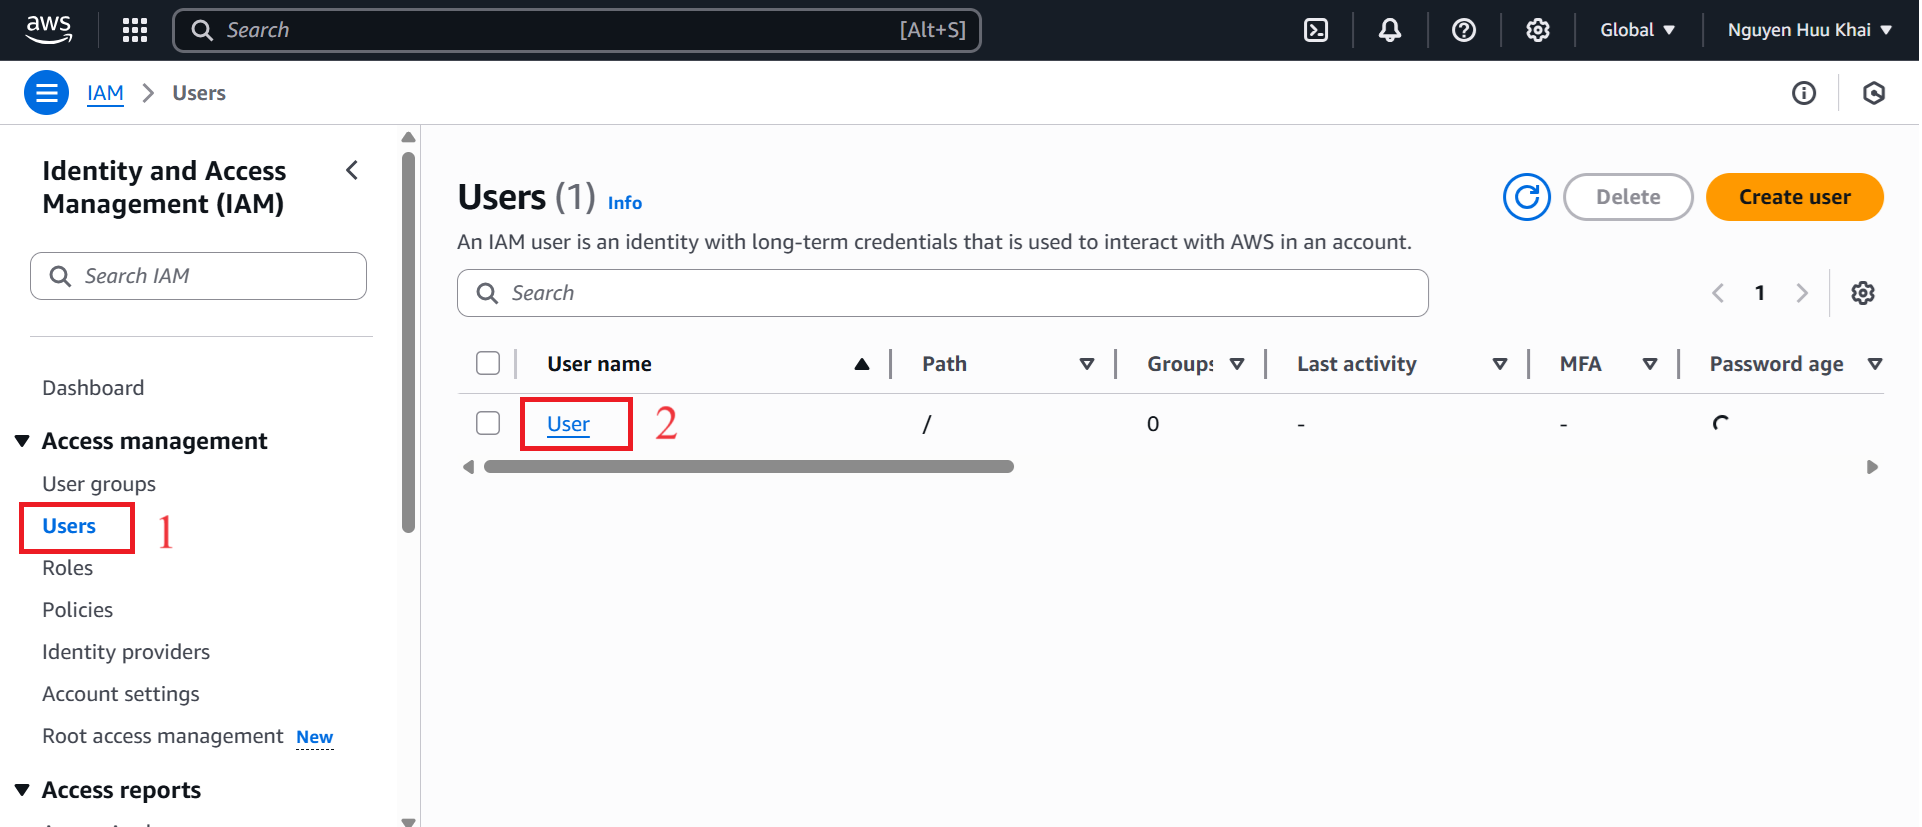 aws
Search
[Alt+S]
Global
Nguyen Huu Khai
IAM
Users
Identity and Access
Management (IAM)
Search IAM
Dashboard
Access management
User groups
Users
1
Roles
Policies
Identity providers
Account settings
Root access management New
Access reports
Users (1) Info
Delete
Create user
An IAM user is an identity with long-term credentials that is used to interact with AWS in an account.
Search
1
User name
Path
Groups
Last activity
MFA
Password age
User
2
/
0
-
-